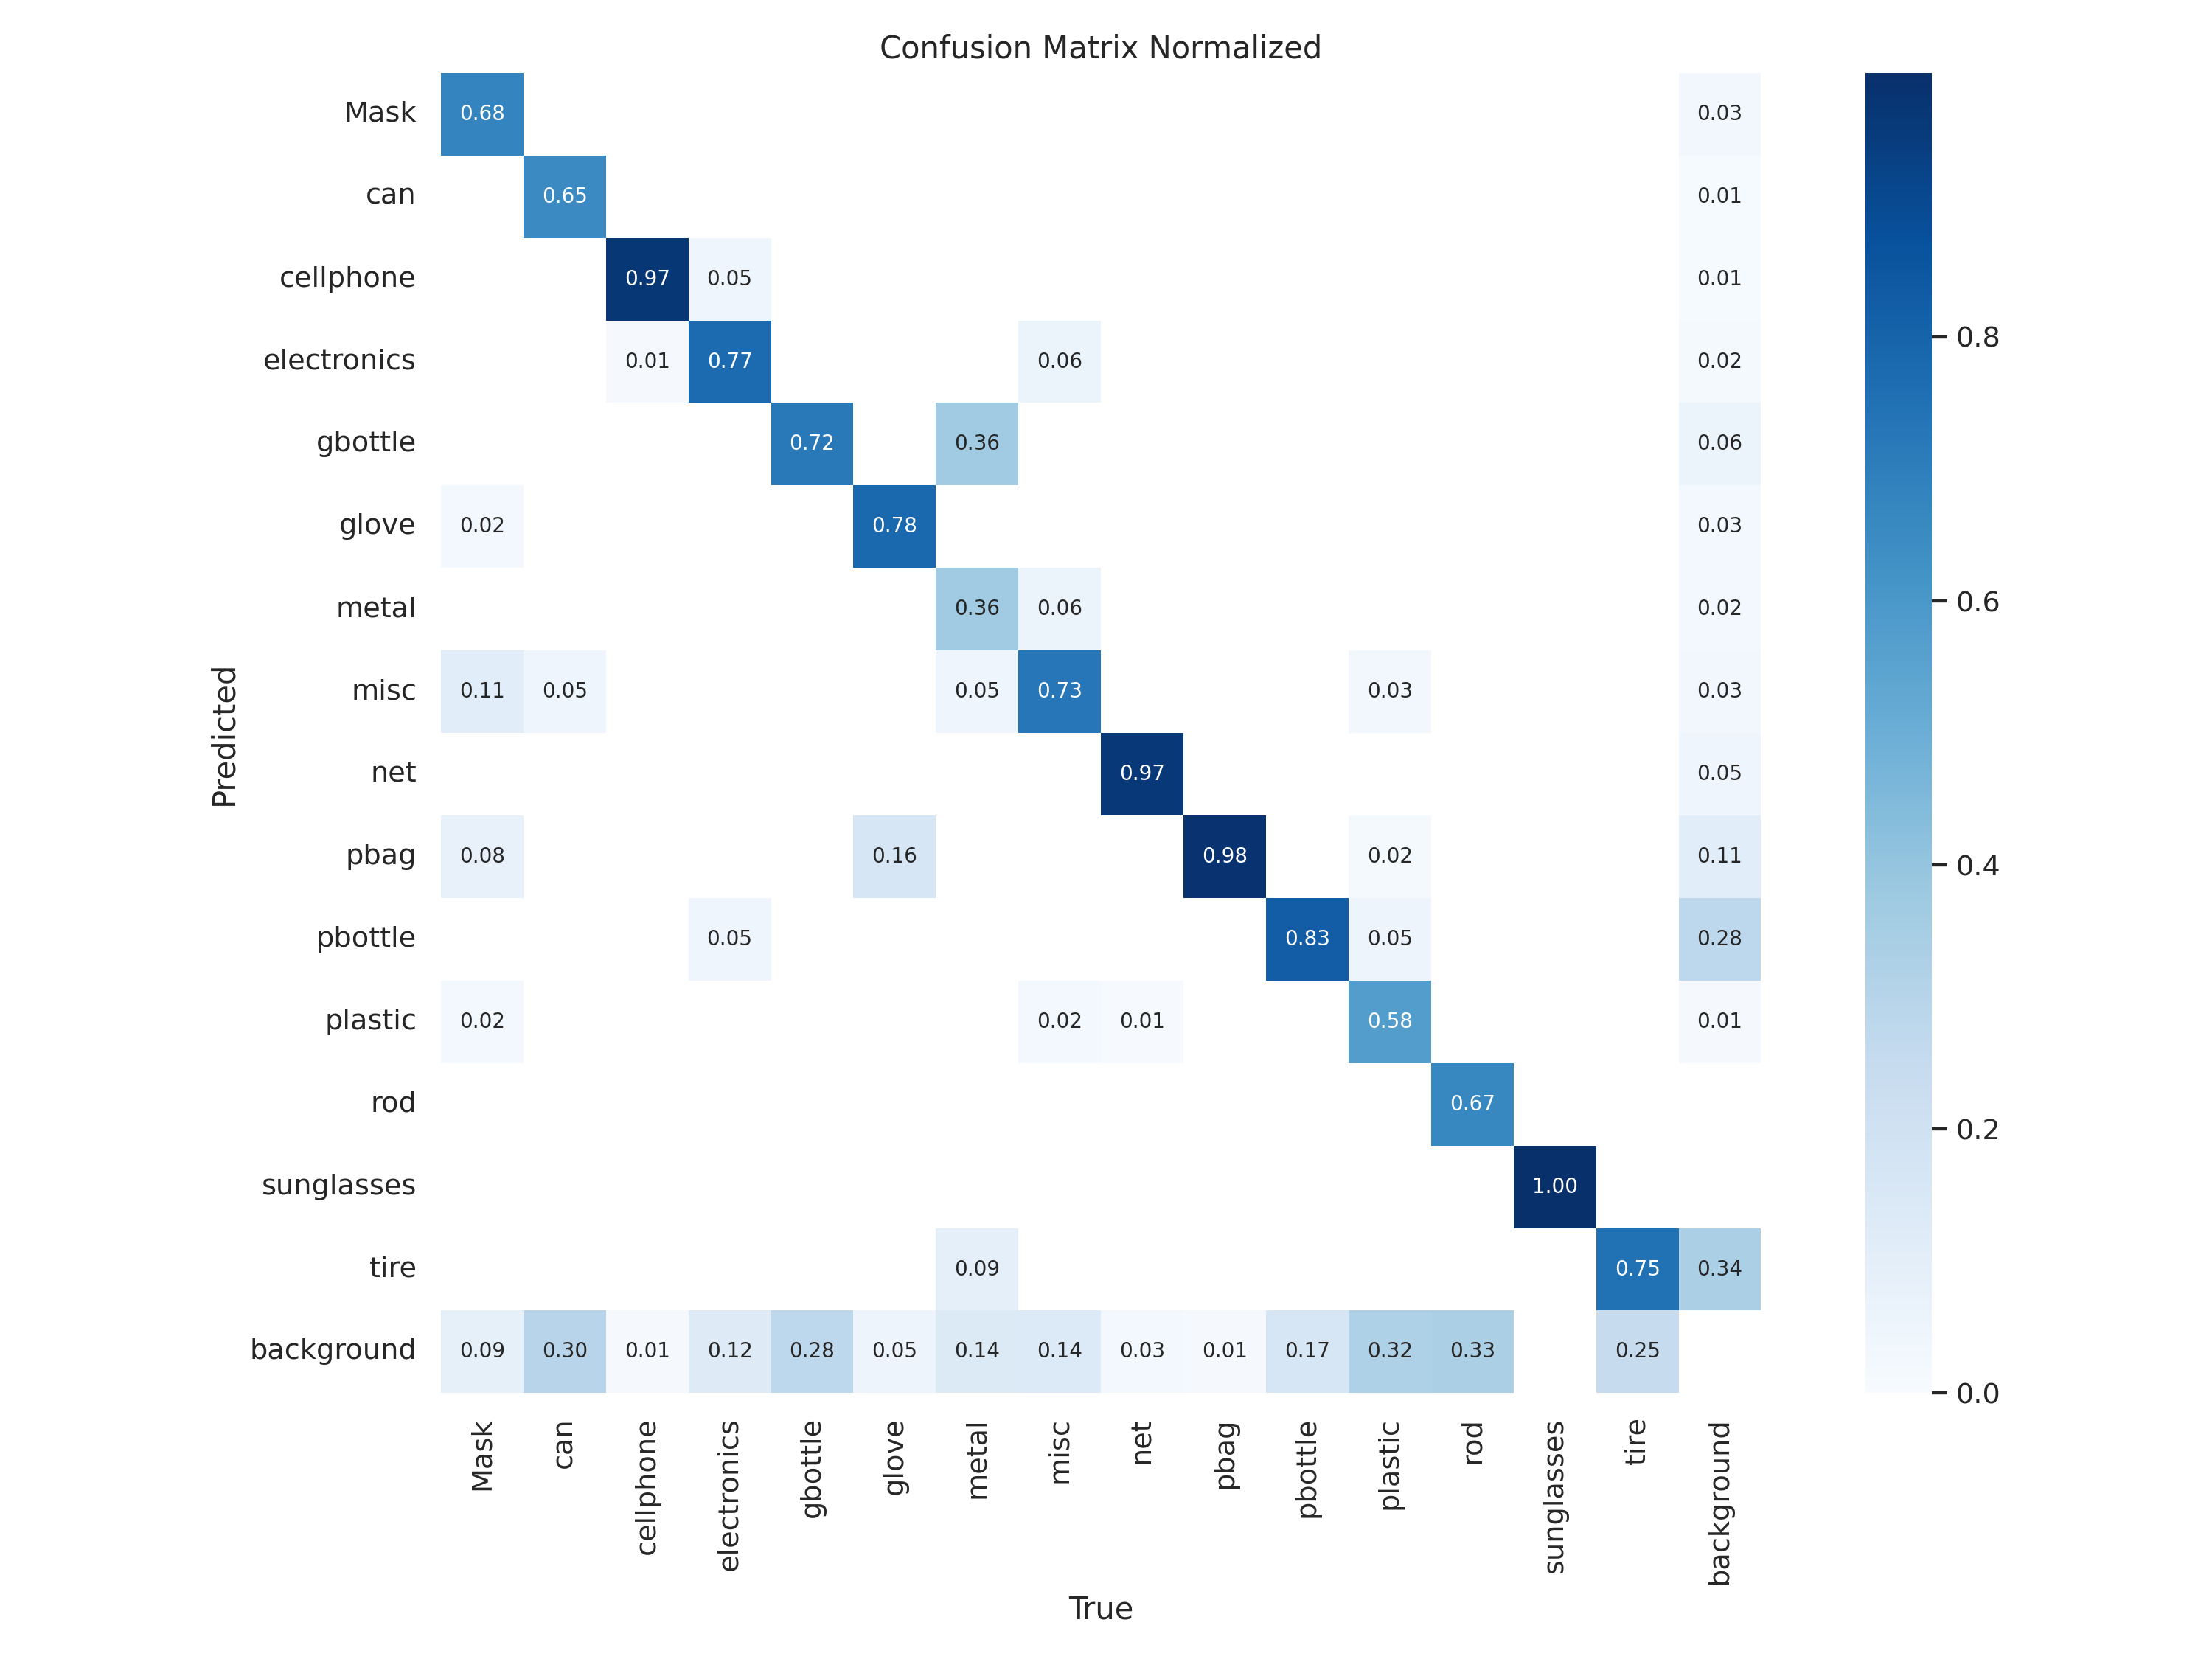 Confusion Matrix Normalized
Mask 0.68 0.03
can 0.65 0.01
cellphone 0.97 0.05 0.01
electronics 0.01 0.77 0.06 0.02
gbottle 0.72 0.36 0.06
glove 0.02 0.78 0.03
metal 0.36 0.06 0.02
misc 0.11 0.05 0.05 0.73 0.03 0.03
net 0.97 0.05
pbag 0.08 0.16 0.98 0.02 0.11
pbottle 0.05 0.83 0.05 0.28
plastic 0.02 0.02 0.01 0.58 0.01
rod 0.67
sunglasses 1.00
tire 0.09 0.75 0.34
background 0.09 0.30 0.01 0.12 0.28 0.05 0.14 0.14 0.03 0.01 0.17 0.32 0.33 0.25
Predicted
Mask can cellphone electronics gbottle glove metal misc net pbag pbottle plastic rod sunglasses tire background
True
0.8
0.6
0.4
0.2
0.0